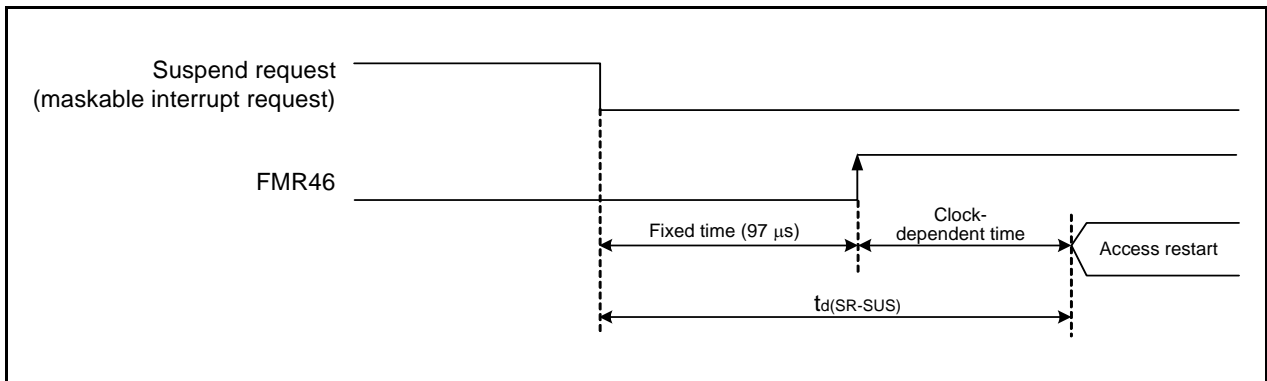 Suspend request
(maskable interrupt request)
FMR46
Fixed time (97 μs)
Clock-
dependent time
Access restart
td(SR-SUS)